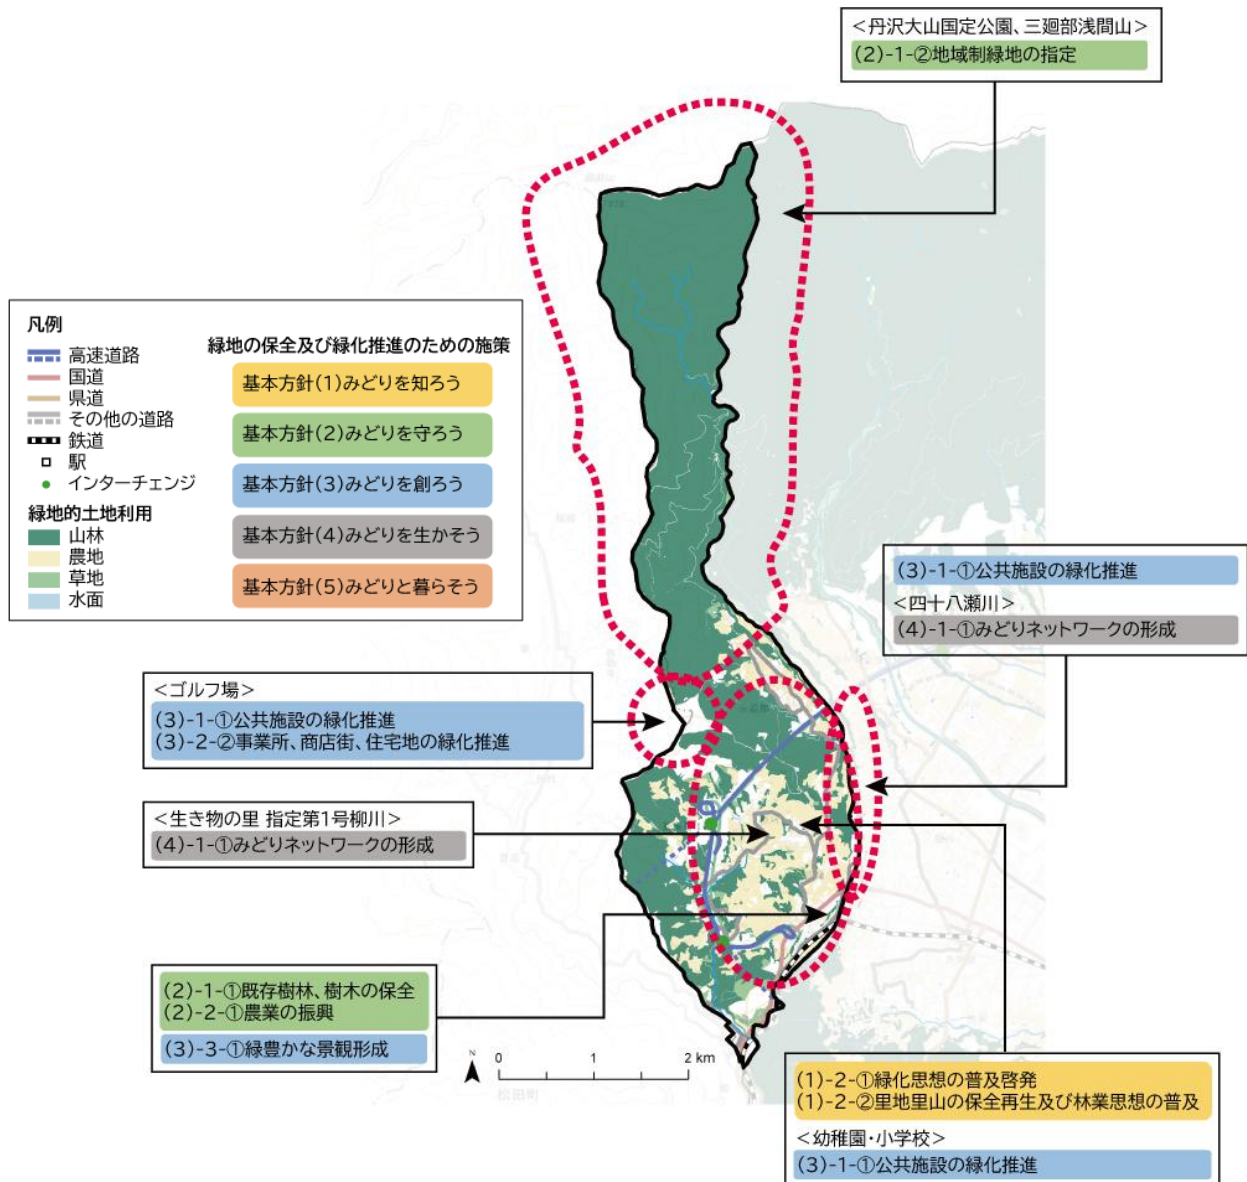 <丹沢大山国定公園、三廻部浅間山>
(2)-1-②地域制緑地の指定
凡例
高速道路
国道
県道
その他の道路
鉄道
駅
インターチェンジ
緑地的土地利用
山林
農地
草地
水面
緑地の保全及び緑化推進のための施策
基本方針(1)みどりを知ろう
基本方針(2)みどりを守ろう
基本方針(3)みどりを創ろう
基本方針(4)みどりを生かそう
基本方針(5)みどりと暮らそう
(3)-1-①公共施設の緑化推進
<四十八瀬川>
(4)-1-①みどりネットワークの形成
<ゴルフ場>
(3)-1-①公共施設の緑化推進
(3)-2-②事業所、商店街、住宅地の緑化推進
<生き物の里 指定第1号柳川>
(4)-1-①みどりネットワークの形成
(2)-1-①既存樹林、樹木の保全
(2)-2-①農業の振興
(3)-3-①緑豊かな景観形成
N
0 1 2 km
松田町
(1)-2-①緑化思想の普及啓発
(1)-2-②里地里山の保全再生及び林業思想の普及
<幼稚園・小学校>
(3)-1-①公共施設の緑化推進